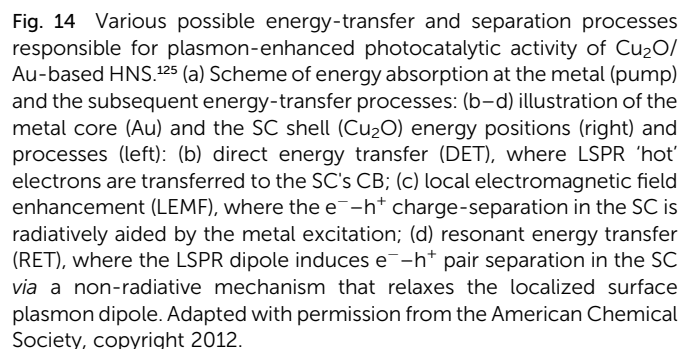 Fig. 14 Various possible energy-transfer and separation processes
responsible for plasmon-enhanced photocatalytic activity of Cu₂O/
Au-based HNS.¹²⁵ (a) Scheme of energy absorption at the metal (pump)
and the subsequent energy-transfer processes: (b–d) illustration of the
metal core (Au) and the SC shell (Cu₂O) energy positions (right) and
processes (left): (b) direct energy transfer (DET), where LSPR ‘hot’
electrons are transferred to the SC's CB; (c) local electromagnetic field
enhancement (LEMF), where the e⁻–h⁺ charge-separation in the SC is
radiatively aided by the metal excitation; (d) resonant energy transfer
(RET), where the LSPR dipole induces e⁻–h⁺ pair separation in the SC
via a non-radiative mechanism that relaxes the localized surface
plasmon dipole. Adapted with permission from the American Chemical
Society, copyright 2012.